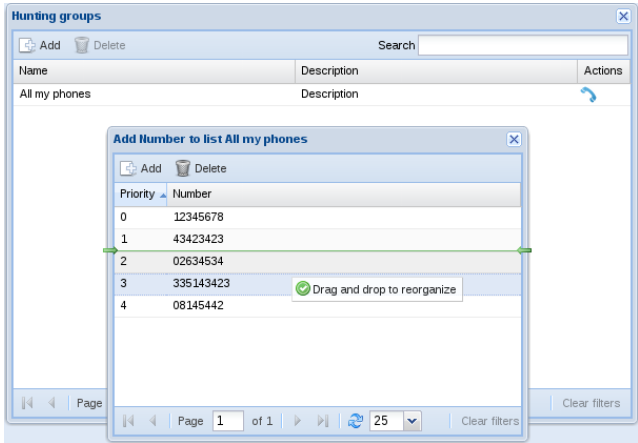 Hunting groups
Add Delete Search
Name Description Actions
All my phones Description
Add Number to list All my phones
Add Delete
Priority Number
0 12345678
1 43423423
2 02634534
3 335143423
Drag and drop to reorganize
4 08145442
Page 1 of 1 25 Clear filters
Page Clear filters